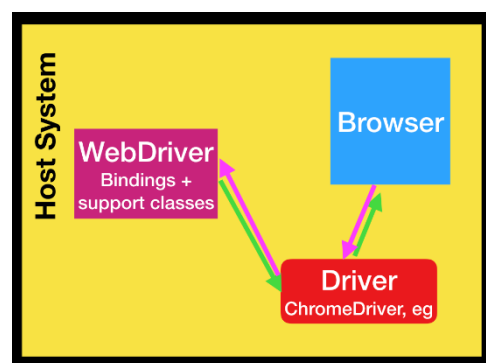 Host System
WebDriver
Bindings +
support classes
Browser
Driver
ChromeDriver, eg